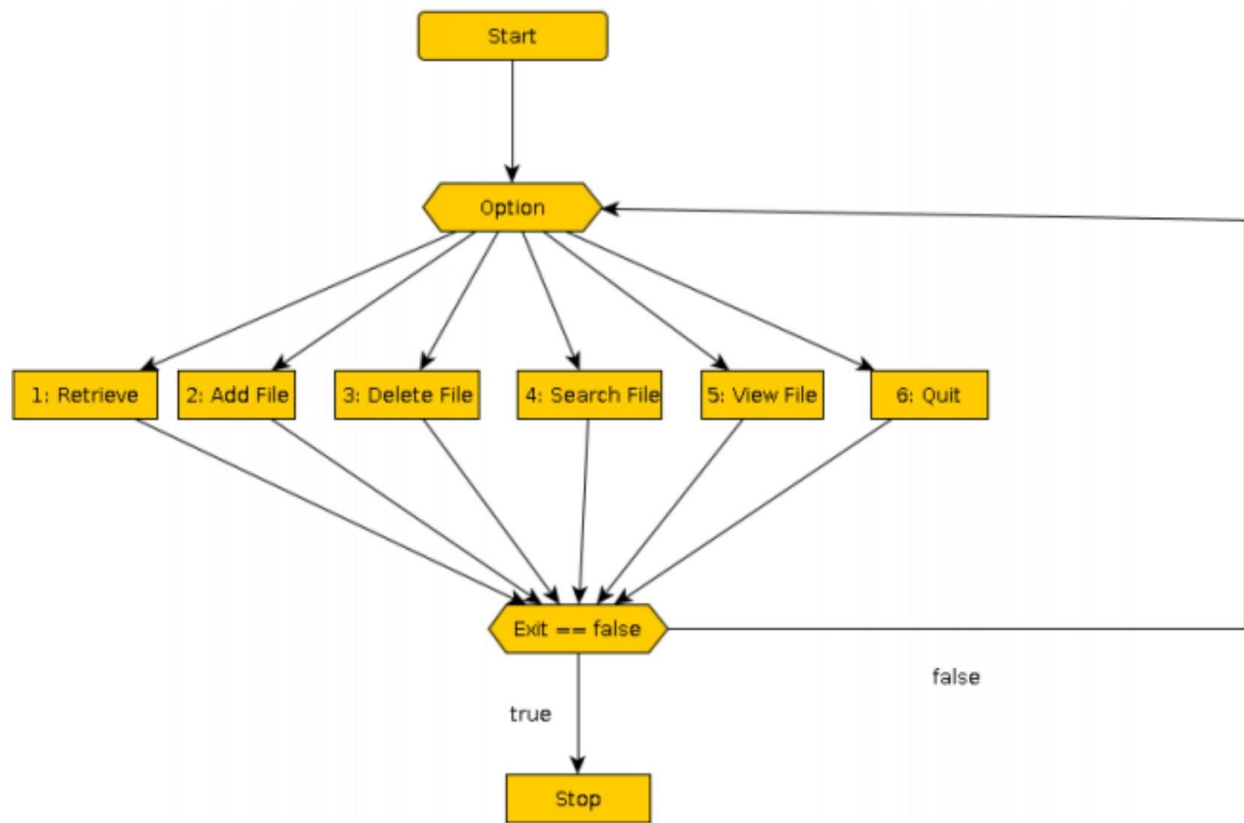 Start
Option
1: Retrieve
2: Add File
3: Delete File
4: Search File
5: View File
6: Quit
Exit == false
false
true
Stop